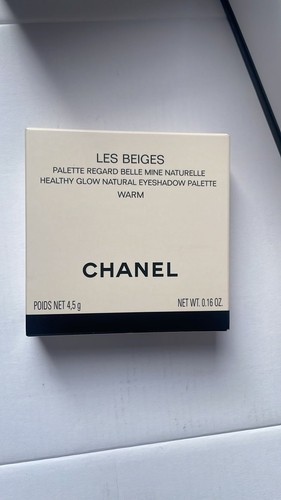 LES BEIGES
PALETTE REGARD BELLE MINE NATURELLE
HEALTHY GLOW NATURAL EYESHADOW PALETTE
WARM
CHANEL
POIDS NET 4,5 g NET WT. 0.16 OZ.